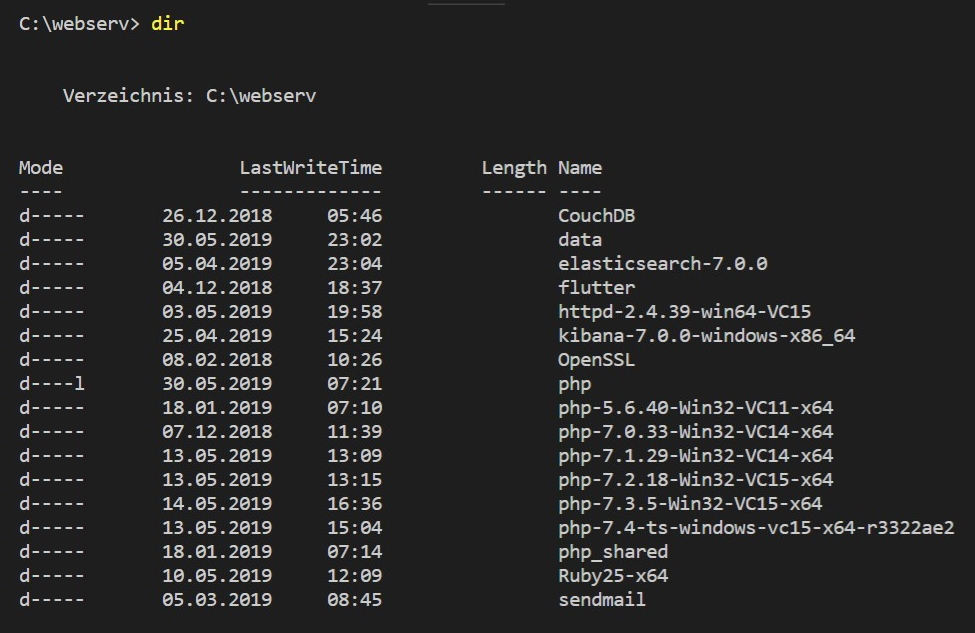 C:\webserv> dir
Verzeichnis: C:\webserv
Mode                LastWriteTime         Length Name
----                -------------         ------ ----
d-----       26.12.2018     05:46                CouchDB
d-----       30.05.2019     23:02                data
d-----       05.04.2019     23:04                elasticsearch-7.0.0
d-----       04.12.2018     18:37                flutter
d-----       03.05.2019     19:58                httpd-2.4.39-win64-VC15
d-----       25.04.2019     15:24                kibana-7.0.0-windows-x86_64
d-----       08.02.2018     10:26                OpenSSL
d----l       30.05.2019     07:21                php
d-----       18.01.2019     07:10                php-5.6.40-Win32-VC11-x64
d-----       07.12.2018     11:39                php-7.0.33-Win32-VC14-x64
d-----       13.05.2019     13:09                php-7.1.29-Win32-VC14-x64
d-----       13.05.2019     13:15                php-7.2.18-Win32-VC15-x64
d-----       14.05.2019     16:36                php-7.3.5-Win32-VC15-x64
d-----       13.05.2019     15:04                php-7.4-ts-windows-vc15-x64-r3322ae2
d-----       18.01.2019     07:14                php_shared
d-----       10.05.2019     12:09                Ruby25-x64
d-----       05.03.2019     08:45                sendmail